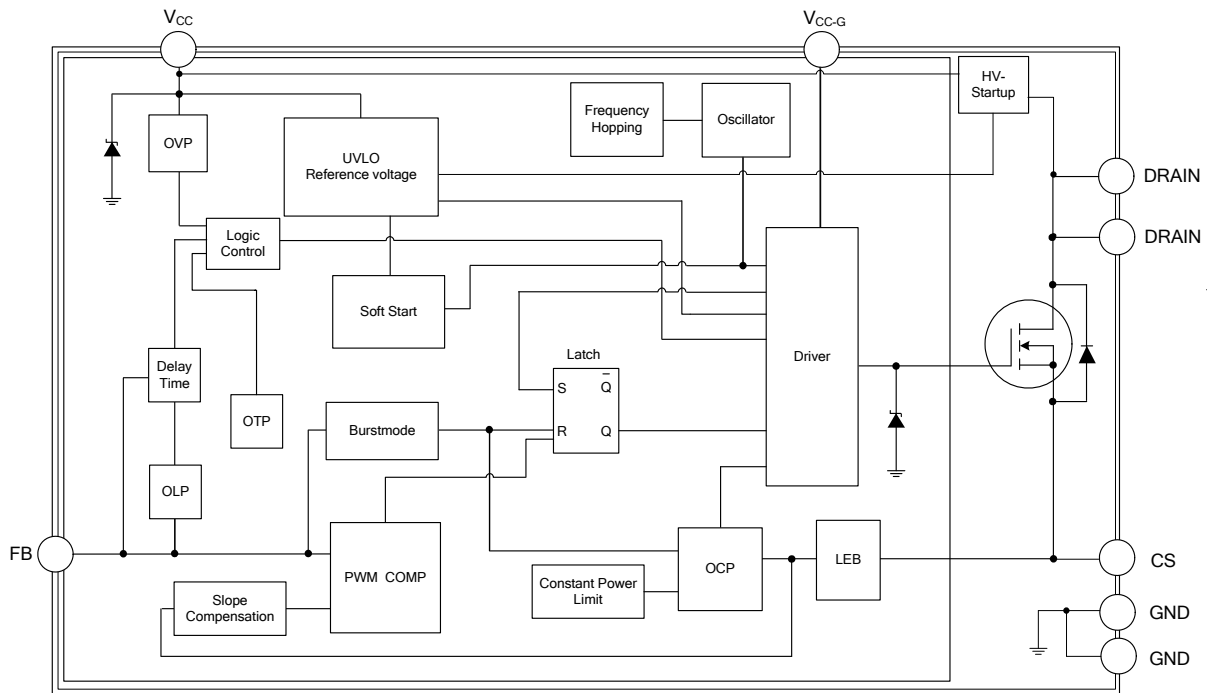 VCC
VCC-G
HV-
Startup
Frequency
Hopping
Oscillator
OVP
UVLO
Reference voltage
DRAIN
DRAIN
Logic
Control
Soft Start
Driver
Latch
Delay
Time
S
Q
OTP
Burstmode
R
Q
OLP
FB
PWM COMP
OCP
LEB
CS
Constant Power
Limit
Slope
Compensation
GND
GND